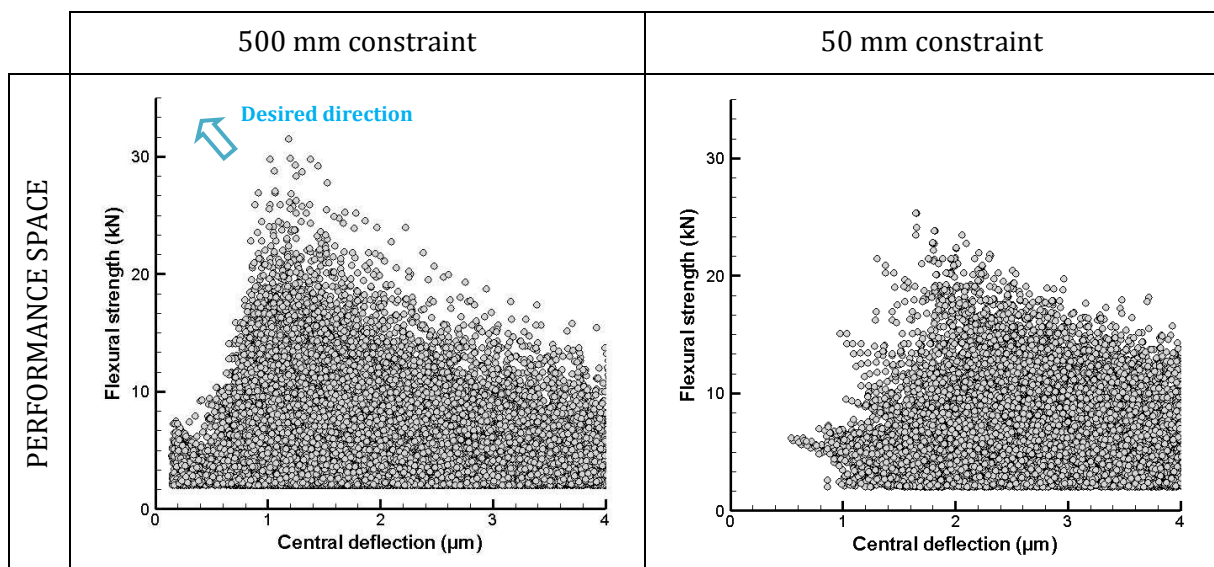 500 mm constraint
50 mm constraint
PERFORMANCE SPACE
Desired direction
Flexural strength (kN)
30
20
10
0
0 1 2 3 4
Central deflection (µm)
Flexural strength (kN)
30
20
10
0
0 1 2 3 4
Central deflection (µm)